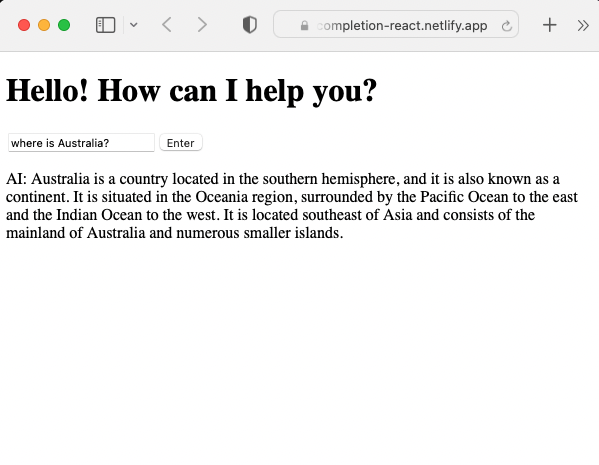 completion-react.netlify.app
Hello! How can I help you?
where is Australia? Enter
AI: Australia is a country located in the southern hemisphere, and it is also known as a
continent. It is situated in the Oceania region, surrounded by the Pacific Ocean to the east
and the Indian Ocean to the west. It is located southeast of Asia and consists of the
mainland of Australia and numerous smaller islands.